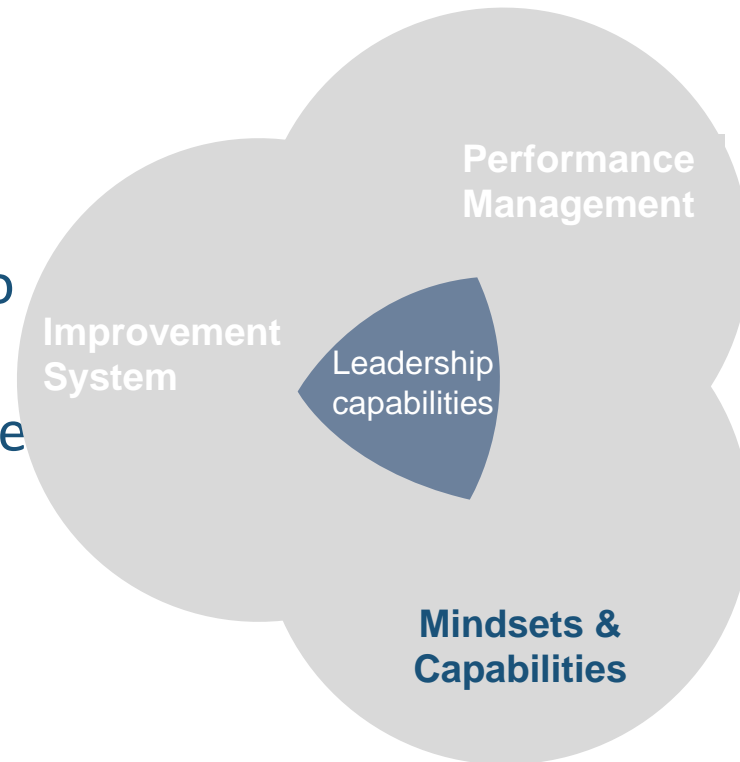 Performance
Management
Improvement
System
Leadership
capabilities
Mindsets &
Capabilities